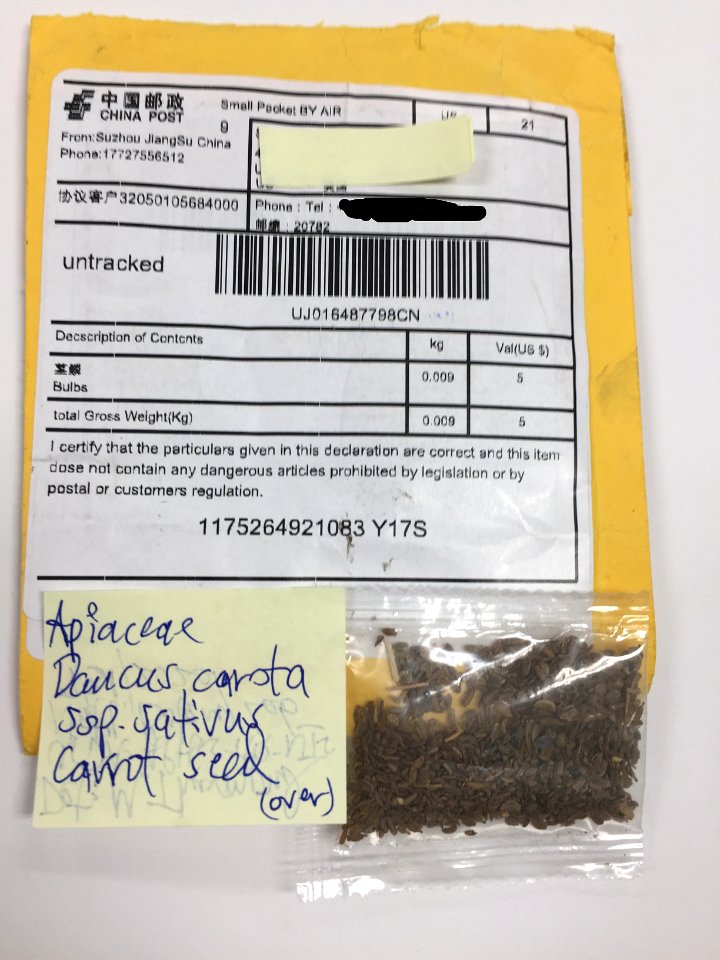 中国邮政
CHINA POST
Small Packet BY AIR
9
21
From:Suzhou JiangSu China
Phone:17727556512
协议客户32050105684000
Phone : Tel :
邮编 : 20782
untracked
UJ016487798CN
Decscription of Contcnts
kg
Val(US $)
Bulbs
0.009
5
total Gross Weight(Kg)
0.009
5
I certify that the particulars given in this declaration are correct and this item
dose not contain any dangerous articles prohibited by legislation or by
postal or customers regulation.
1175264921083 Y17S
Apiaceae
Daucus carota
ssp. sativus
Carrot seed
(over)